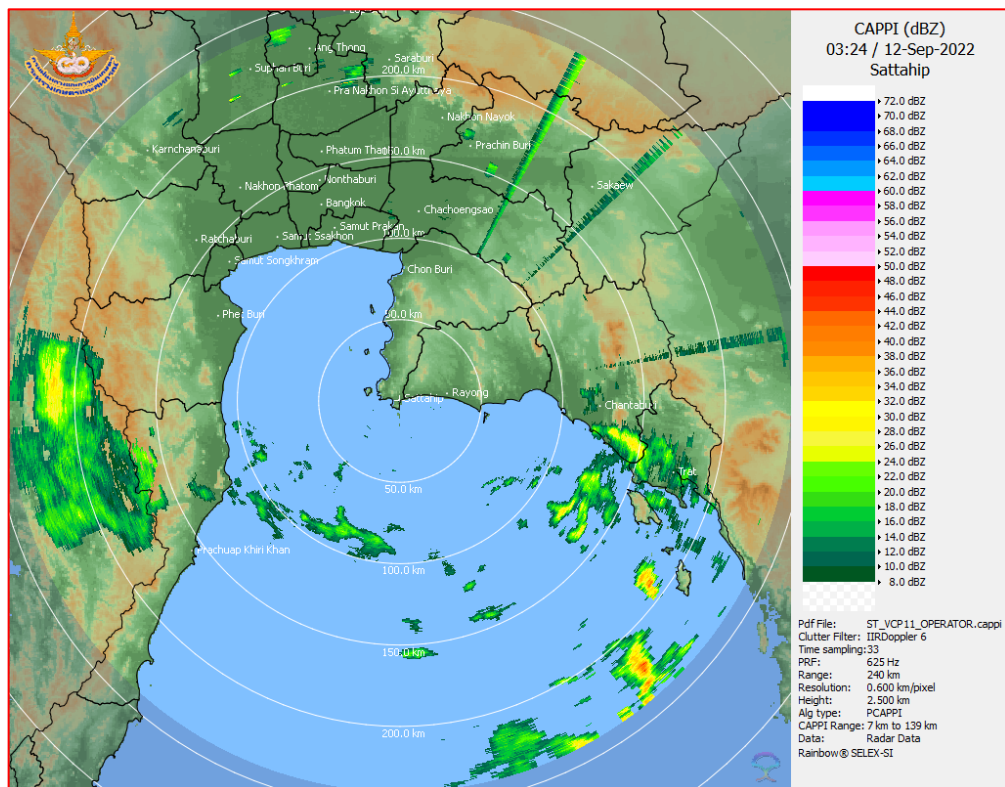 Ang Thong
Saraburi
200.0 km
Suphan Buri
Pra Nakhon Si Ayutthaya
Nakhon Nayok
Karnchanaburi
Phatum Thani
150.0 km
Prachin Buri
Nakhon Phatom
Nonthaburi
Sakaew
Bangkok
Chachoengsao
Ratchaburi
Samut Ssakhon
Samut Prakan
100.0 km
Samut Songkhram
Chon Buri
Phet Buri
50.0 km
Sattahip
Rayong
Chantaburi
Trat
50.0 km
Prachuap Khiri Khan
100.0 km
150.0 km
200.0 km
CAPPI (dBZ)
03:24 / 12-Sep-2022
Sattahip
72.0 dBZ
70.0 dBZ
68.0 dBZ
66.0 dBZ
64.0 dBZ
62.0 dBZ
60.0 dBZ
58.0 dBZ
56.0 dBZ
54.0 dBZ
52.0 dBZ
50.0 dBZ
48.0 dBZ
46.0 dBZ
44.0 dBZ
42.0 dBZ
40.0 dBZ
38.0 dBZ
36.0 dBZ
34.0 dBZ
32.0 dBZ
30.0 dBZ
28.0 dBZ
26.0 dBZ
24.0 dBZ
22.0 dBZ
20.0 dBZ
18.0 dBZ
16.0 dBZ
14.0 dBZ
12.0 dBZ
10.0 dBZ
8.0 dBZ
Pdf File: ST_VCP11_OPERATOR.cappi
Clutter Filter: IIRDoppler 6
Time sampling:33
PRF: 625 Hz
Range: 240 km
Resolution: 0.600 km/pixel
Height: 2.500 km
Alg type: PCAPPI
CAPPI Range: 7 km to 139 km
Data: Radar Data
Rainbow® SELEX-SI